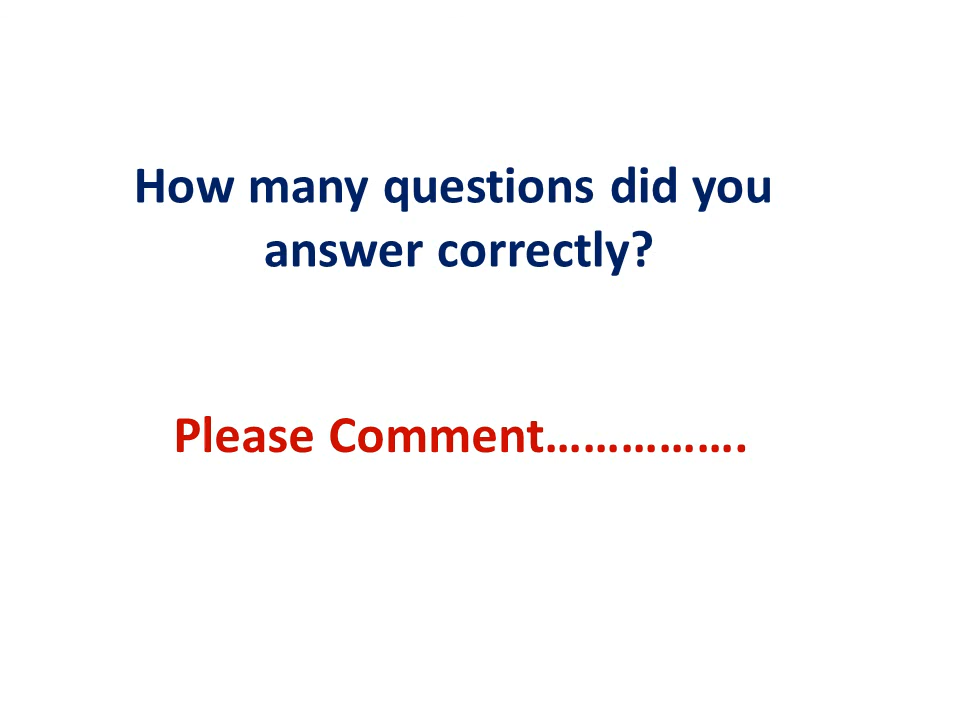 How many questions did you
answer correctly?
Please Comment…………….